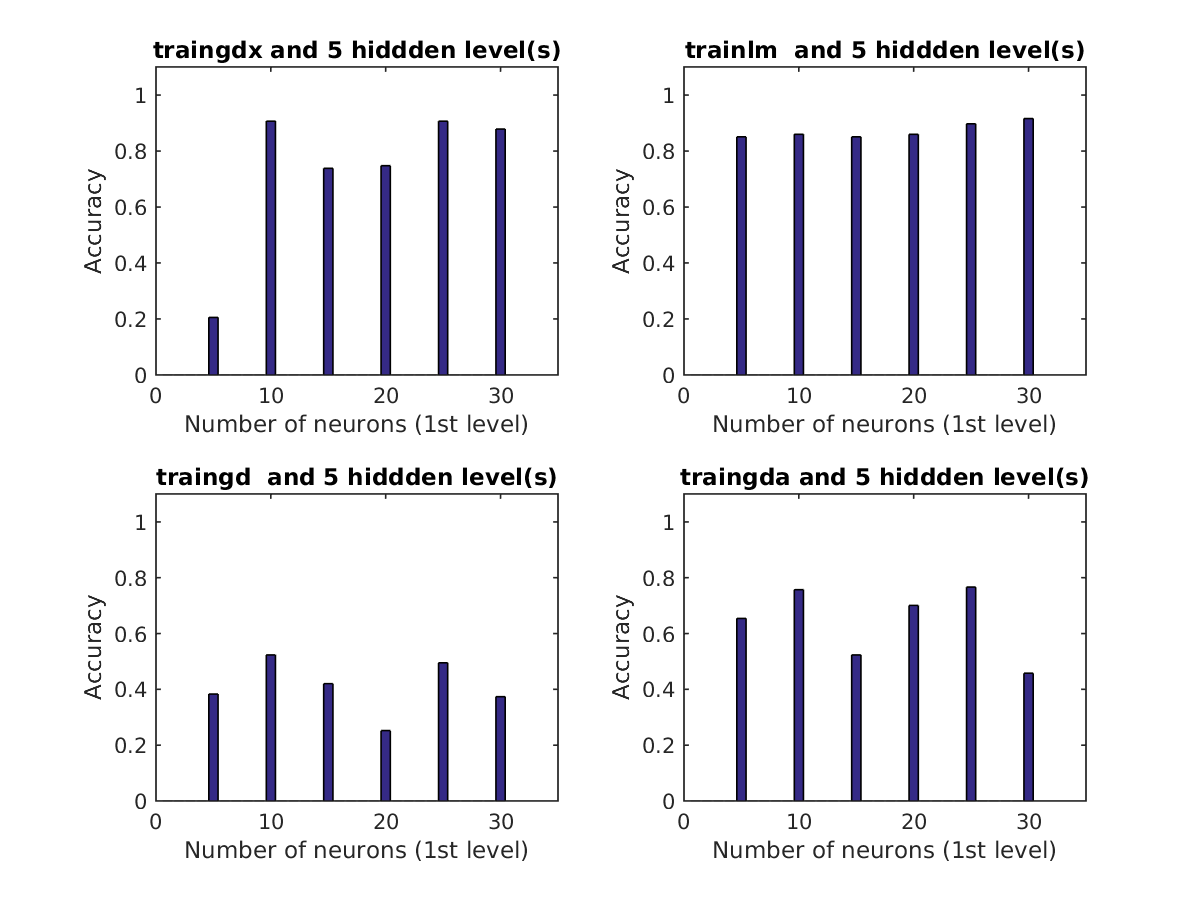 traingdx and 5 hiddden level(s)
1
0.8
0.6
0.4
0.2
0
Accuracy
0 10 20 30
Number of neurons (1st level)
trainlm  and 5 hiddden level(s)
1
0.8
0.6
0.4
0.2
0
Accuracy
0 10 20 30
Number of neurons (1st level)
traingd  and 5 hiddden level(s)
1
0.8
0.6
0.4
0.2
0
Accuracy
0 10 20 30
Number of neurons (1st level)
traingda and 5 hiddden level(s)
1
0.8
0.6
0.4
0.2
0
Accuracy
0 10 20 30
Number of neurons (1st level)